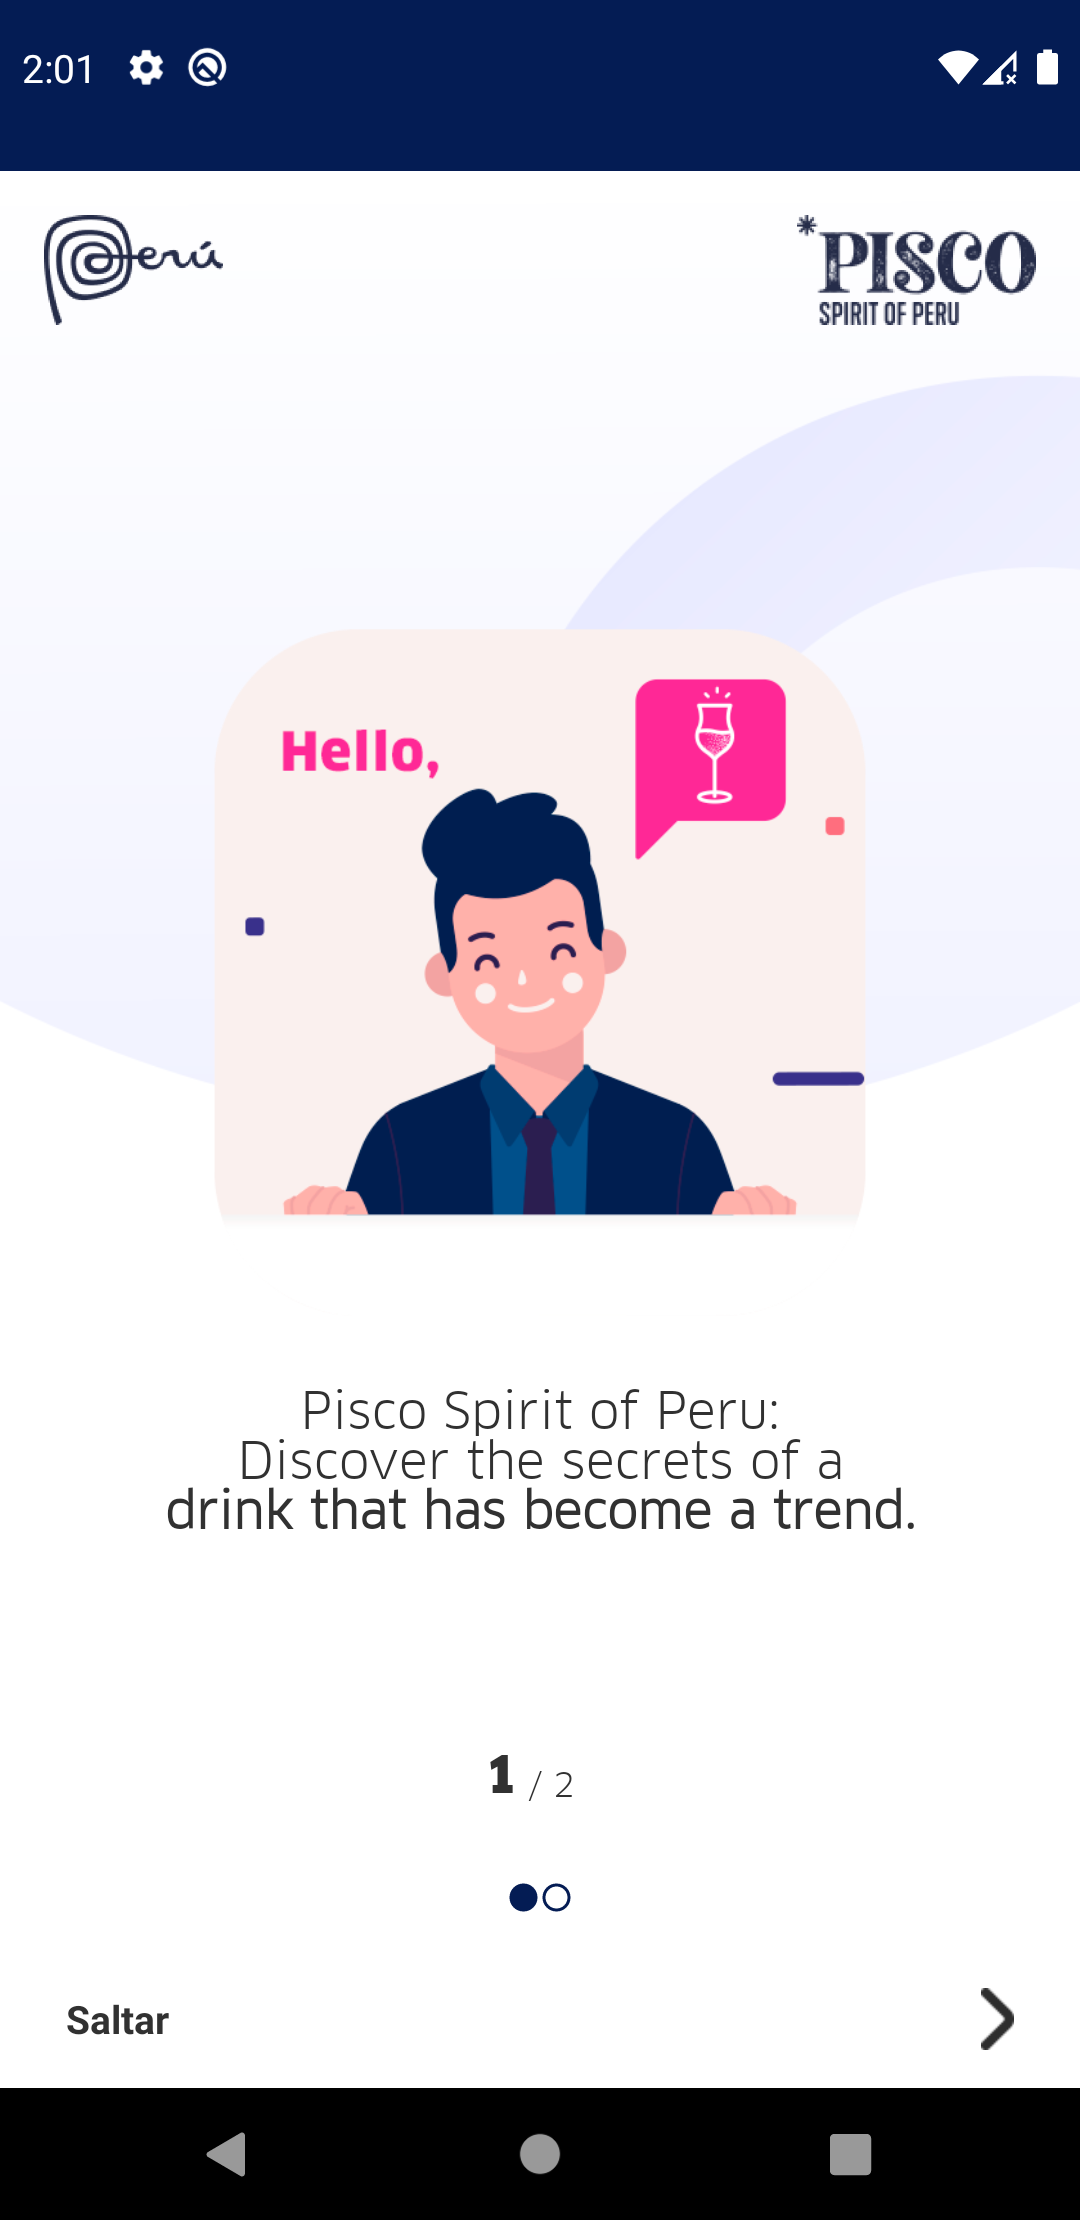 2:01
Perú
*PISCO
SPIRIT OF PERU
Hello,
Pisco Spirit of Peru:
Discover the secrets of a
drink that has become a trend.
1 / 2
Saltar